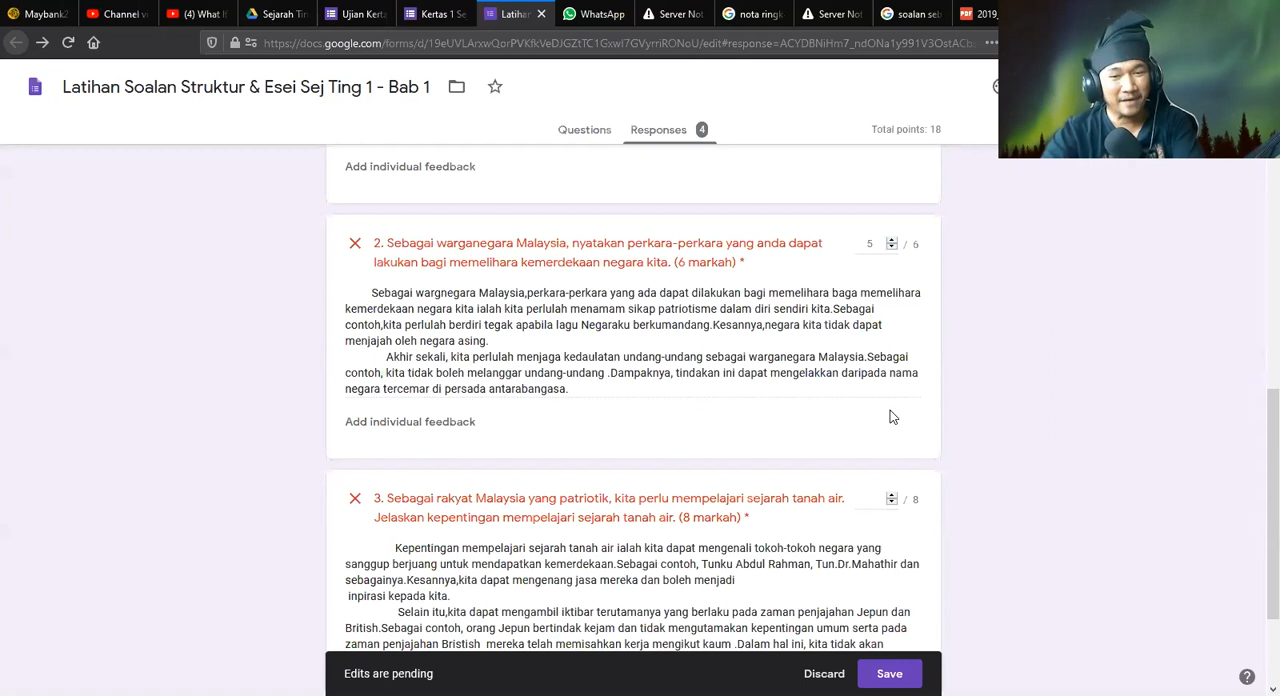 Maybank2
Channel v
(4) What If
Sejarah Tin
Ujian Kerta
Kertas 1 Se
Latihan
WhatsApp
Server Not
nota ringk
Server Not
soalan seb
2019_
https://docs.google.com/forms/d/
Latihan Soalan Struktur & Esei Sej Ting 1 - Bab 1
Questions
Responses 4
Total points: 18
Add individual feedback
2. Sebagai warganegara Malaysia, nyatakan perkara-perkara yang anda dapat
lakukan bagi memelihara kemerdekaan negara kita. (6 markah) *
5 / 6
Sebagai wargnegara Malaysia,perkara-perkara yang ada dapat dilakukan bagi memelihara baga memelihara
kemerdekaan negara kita ialah kita perlulah menamam sikap patriotisme dalam diri sendiri kita.Sebagai
contoh,kita perlulah berdiri tegak apabila lagu Negaraku berkumandang.Kesannya,negara kita tidak dapat
menjajah oleh negara asing.
Akhir sekali, kita perlulah menjaga kedaulatan undang-undang sebagai warganegara Malaysia.Sebagai
contoh, kita tidak boleh melanggar undang-undang .Dampaknya, tindakan ini dapat mengelakkan daripada nama
negara tercemar di persada antarabangasa.
Add individual feedback
3. Sebagai rakyat Malaysia yang patriotik, kita perlu mempelajari sejarah tanah air.
Jelaskan kepentingan mempelajari sejarah tanah air. (8 markah) *
/ 8
Kepentingan mempelajari sejarah tanah air ialah kita dapat mengenali tokoh-tokoh negara yang
sanggup berjuang untuk mendapatkan kemerdekaan.Sebagai contoh, Tunku Abdul Rahman, Tun.Dr.Mahathir dan
sebagainya.Kesannya,kita dapat mengenang jasa mereka dan boleh menjadi
inpirasi kepada kita.
Selain itu,kita dapat mengambil iktibar terutamanya yang berlaku pada zaman penjajahan Jepun dan
British.Sebagai contoh, orang Jepun bertindak kejam dan tidak mengutamakan kepentingan umum serta pada
zaman penjajahan Bristish mereka telah memisahkan kerja mengikut kaum .Dalam hal ini, kita tidak akan
Edits are pending
Discard
Save